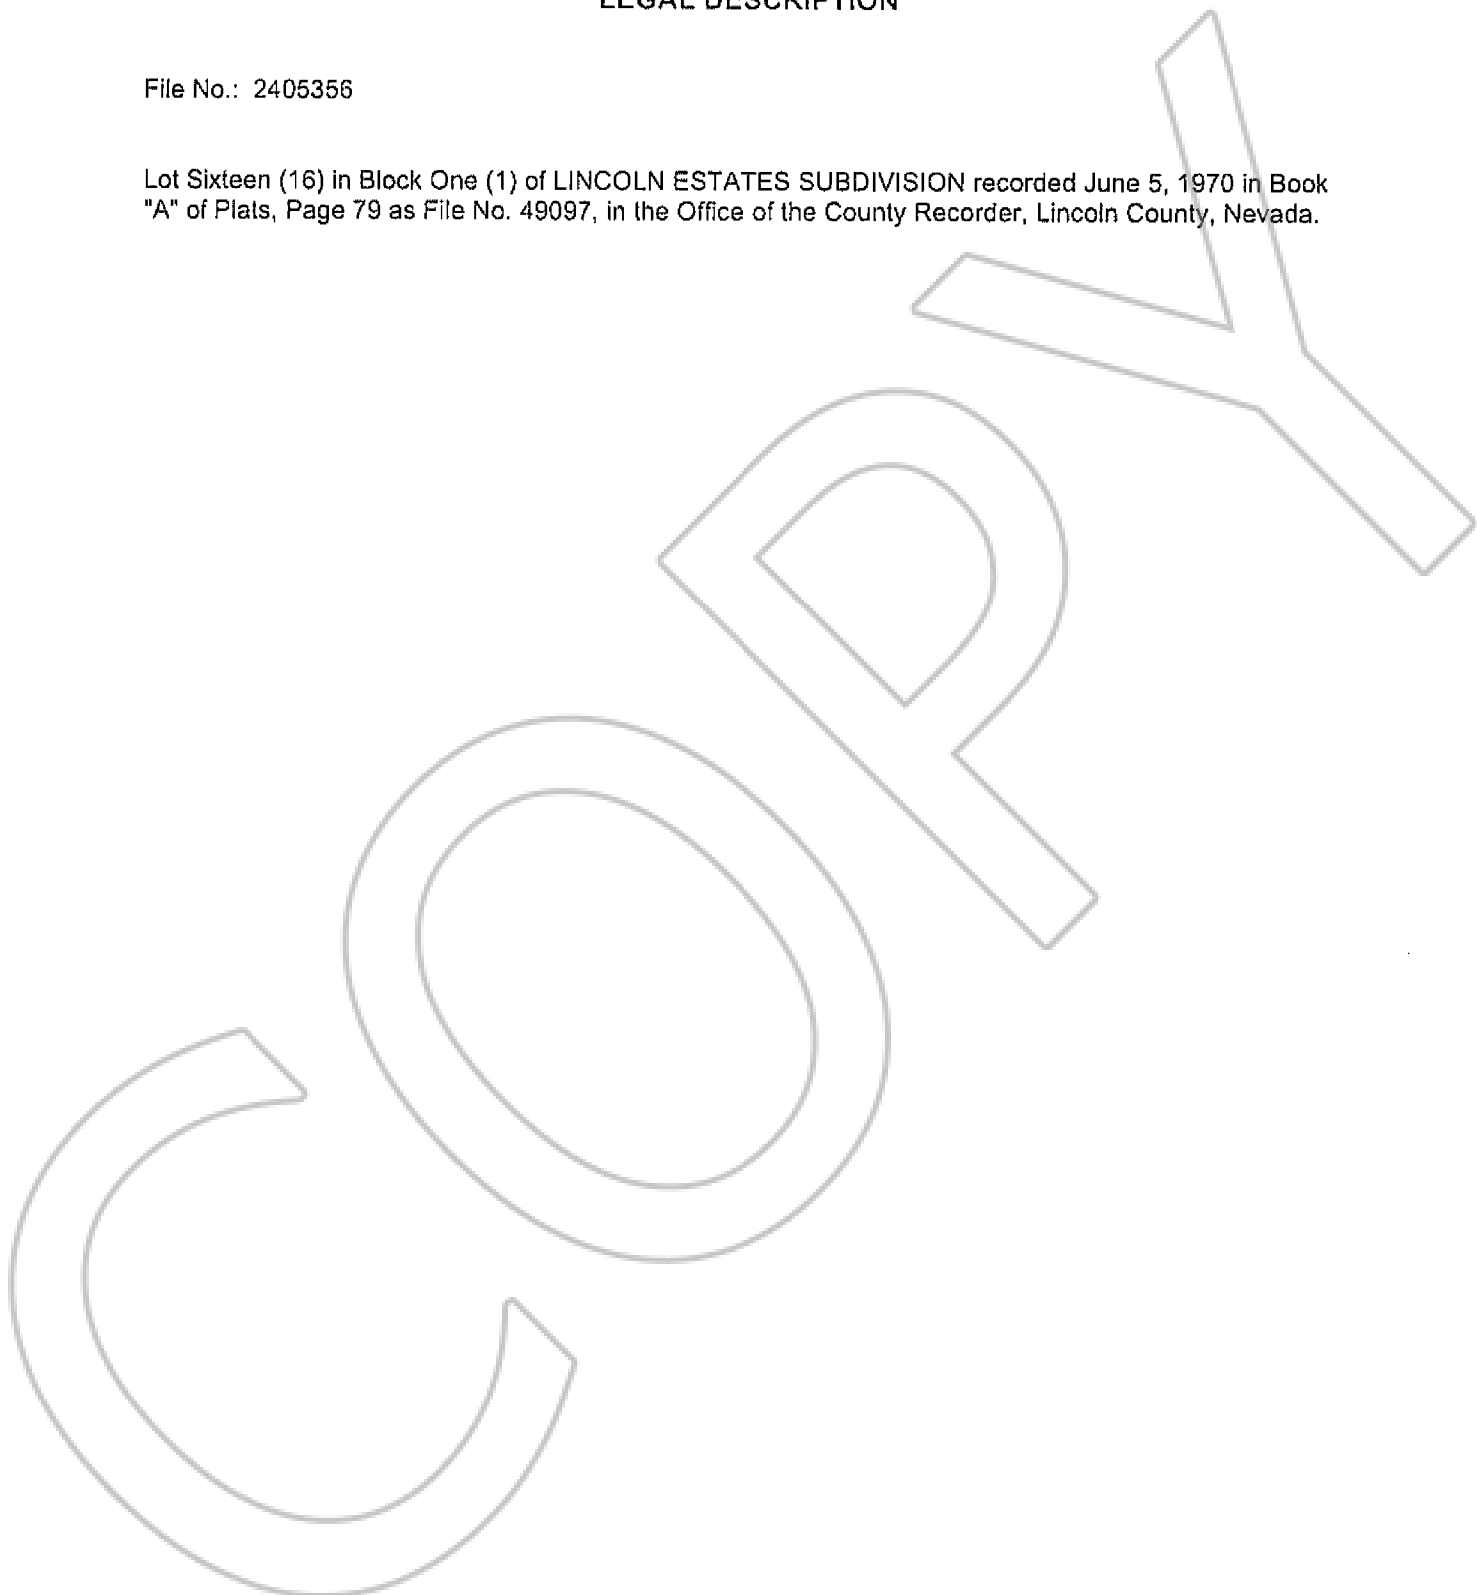 LEGAL DESCRIPTION
File No.: 2405356
Lot Sixteen (16) in Block One (1) of LINCOLN ESTATES SUBDIVISION recorded June 5, 1970 in Book
"A" of Plats, Page 79 as File No. 49097, in the Office of the County Recorder, Lincoln County, Nevada.
COPY